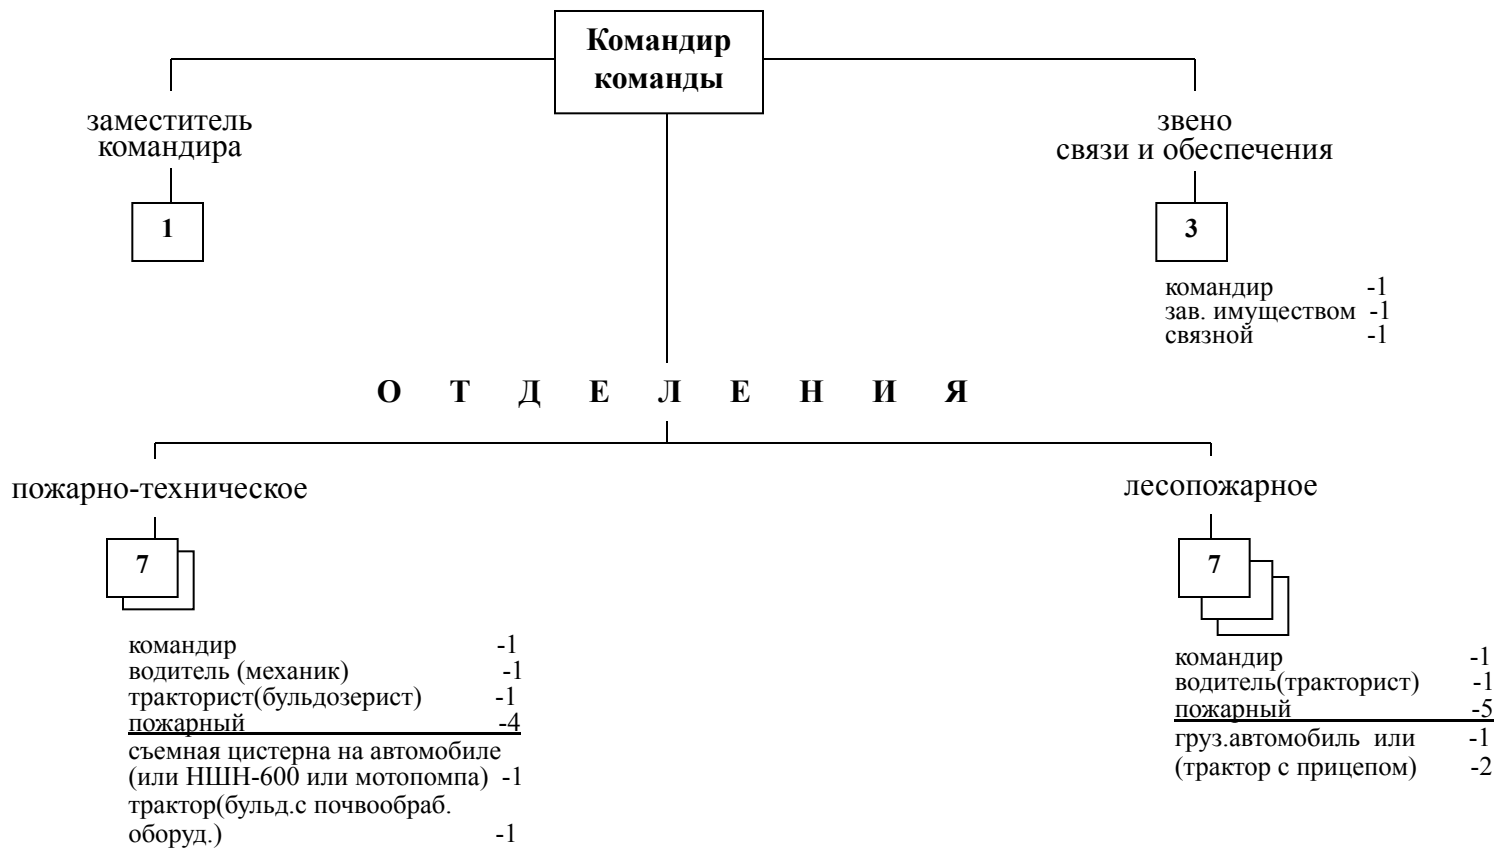 Командир
команды
заместитель
командира
1
звено
связи и обеспечения
3
командир -1
зав. имуществом -1
связной -1
О Т Д Е Л Е Н И Я
пожарно-техническое
7
командир -1
водитель (механик) -1
тракторист(бульдозерист) -1
пожарный -4
съемная цистерна на автомобиле
(или НШН-600 или мотопомпа) -1
трактор(бульд.с почвообраб.
оборуд.) -1
лесопожарное
7
командир -1
водитель(тракторист) -1
пожарный -5
груз.автомобиль или -1
(трактор с прицепом) -2